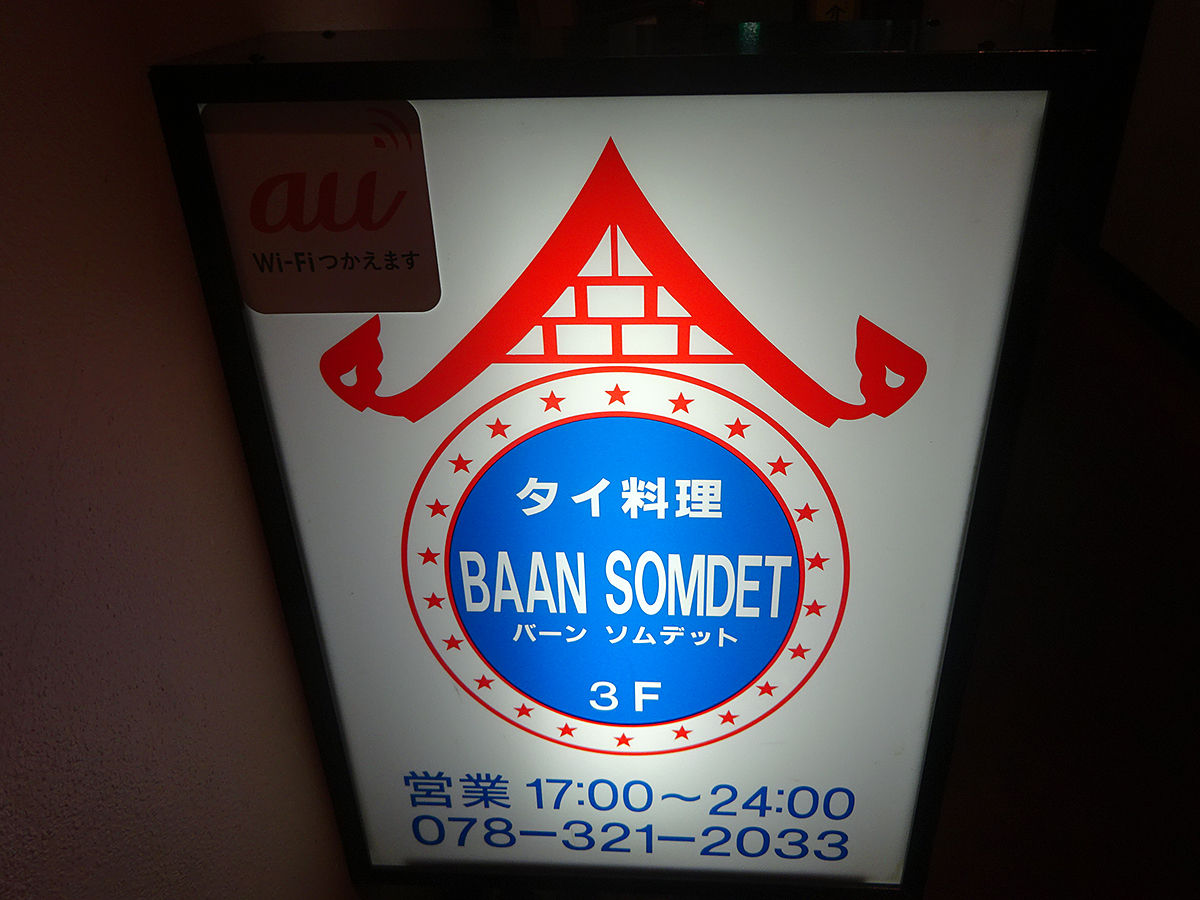 au
Wi-Fiつかえます
タイ料理
BAAN SOMDET
バーン ソムデット
3F
営業 17:00〜24:00
078-321-2033